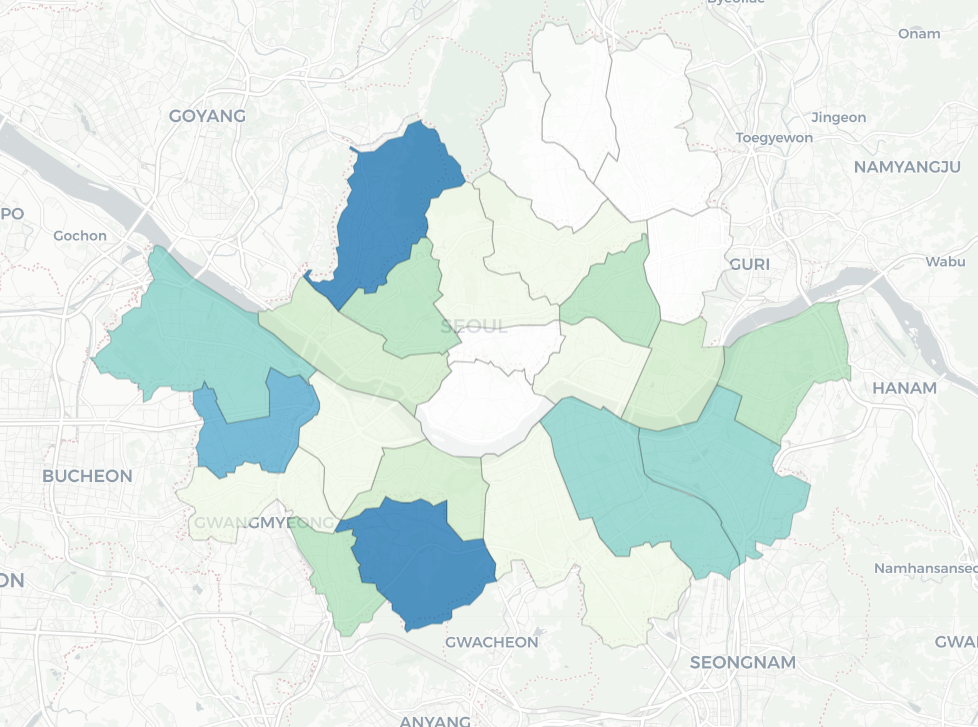 Onam
GOYANG
Jingeon
Toegyewon
NAMYANGJU
PO
Gochon
GURI
Wabu
SEOUL
HANAM
BUCHEON
GWANGMYEONG
Namhansanseo
ON
GWACHEON
GWA
SEONGNAM
ANYANG